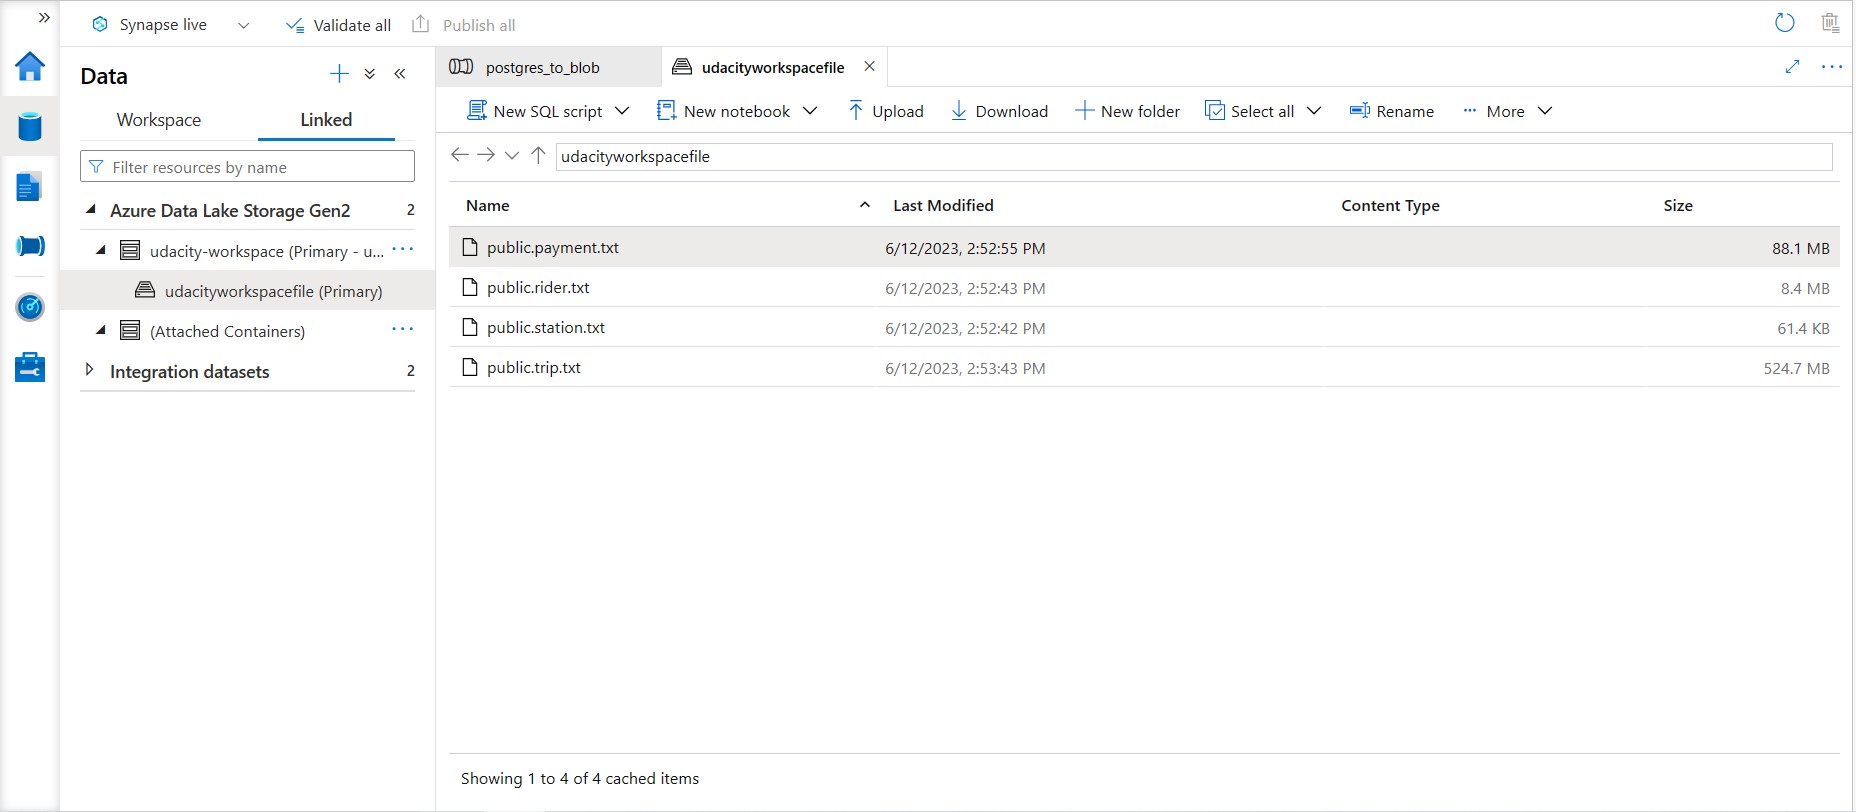 Synapse live
Validate all
Publish all
Data
Workspace
Linked
Filter resources by name
Azure Data Lake Storage Gen2 2
udacity-workspace (Primary - u...
udacityworkspacefile (Primary)
(Attached Containers)
Integration datasets 2
postgres_to_blob
udacityworkspacefile
New SQL script
New notebook
Upload
Download
New folder
Select all
Rename
More
udacityworkspacefile
Name Last Modified Content Type Size
public.payment.txt 6/12/2023, 2:52:55 PM 88.1 MB
public.rider.txt 6/12/2023, 2:52:43 PM 8.4 MB
public.station.txt 6/12/2023, 2:52:42 PM 61.4 KB
public.trip.txt 6/12/2023, 2:53:43 PM 524.7 MB
Showing 1 to 4 of 4 cached items